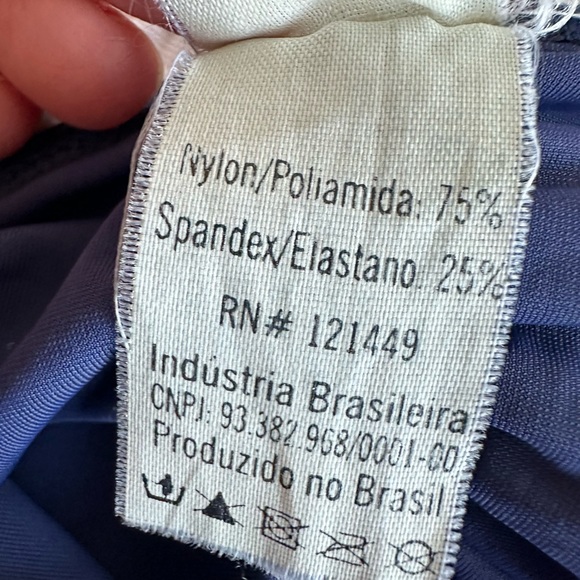 Nylon/Poliamida: 75%
Spandex/Elastano: 25%
RN# 121449
Indústria Brasileira
CNPJ: 93.382.968/0001-60
Produzido no Brasil